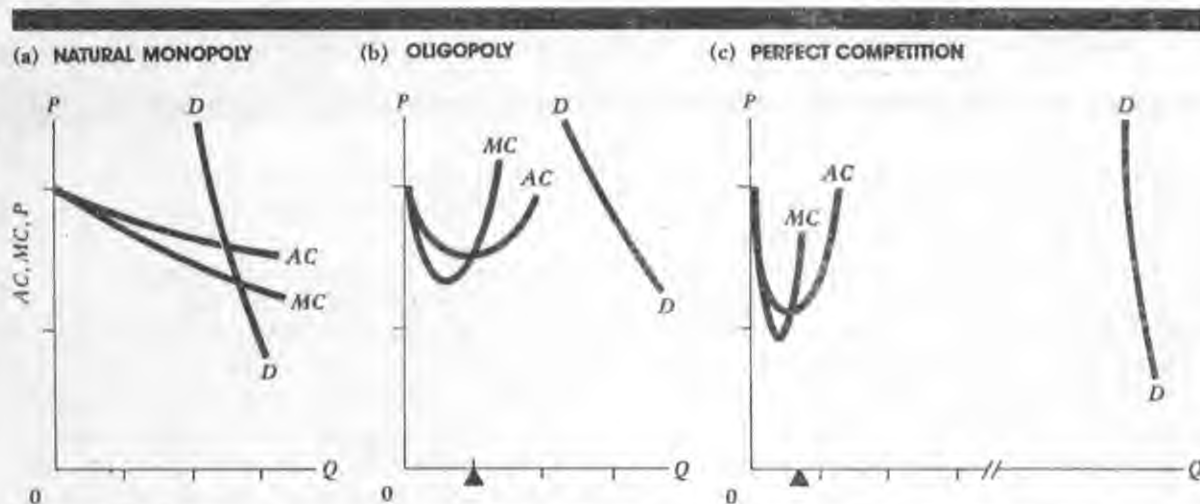 (a) NATURAL MONOPOLY
(b) OLIGOPOLY
(c) PERFECT COMPETITION
P
D
AC, MC, P
AC
MC
D
0
Q
P
D
MC
AC
D
0
Q
P
D
AC
MC
D
0
Q